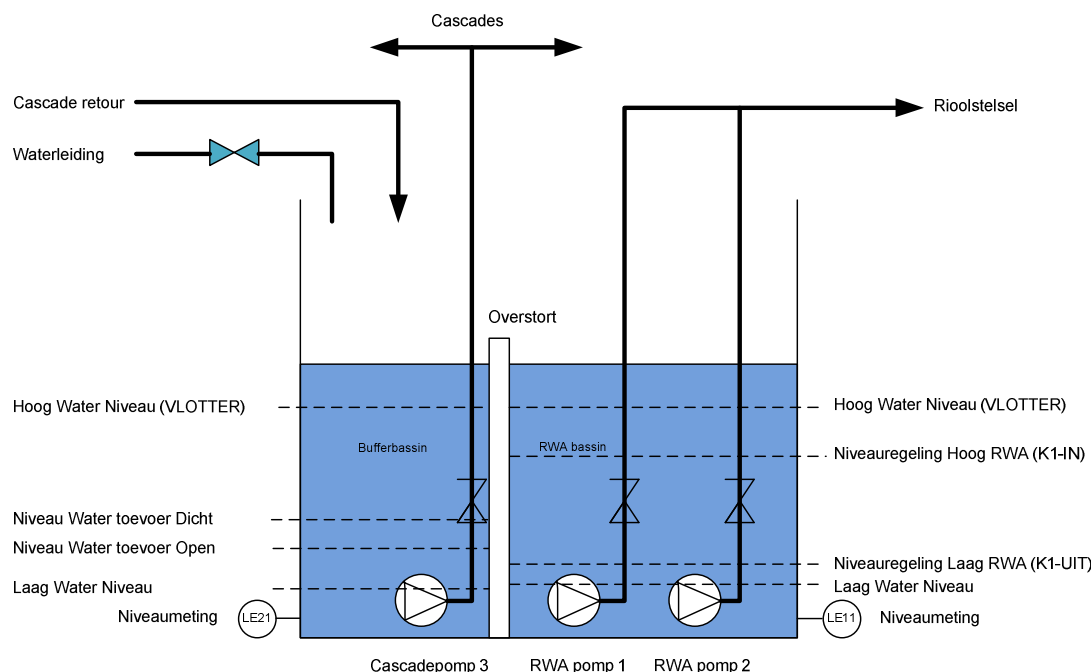 Cascades
Cascade retour
Rioolstelsel
Waterleiding
Overstort
Hoog Water Niveau (VLOTTER)
Hoog Water Niveau (VLOTTER)
Bufferbassin
RWA bassin
Niveauregeling Hoog RWA (K1-IN)
Niveau Water toevoer Dicht
Niveau Water toevoer Open
Niveauregeling Laag RWA (K1-UIT)
Laag Water Niveau
Laag Water Niveau
Niveaumeting
LE21
LE11
Niveaumeting
Cascadepomp 3
RWA pomp 1
RWA pomp 2